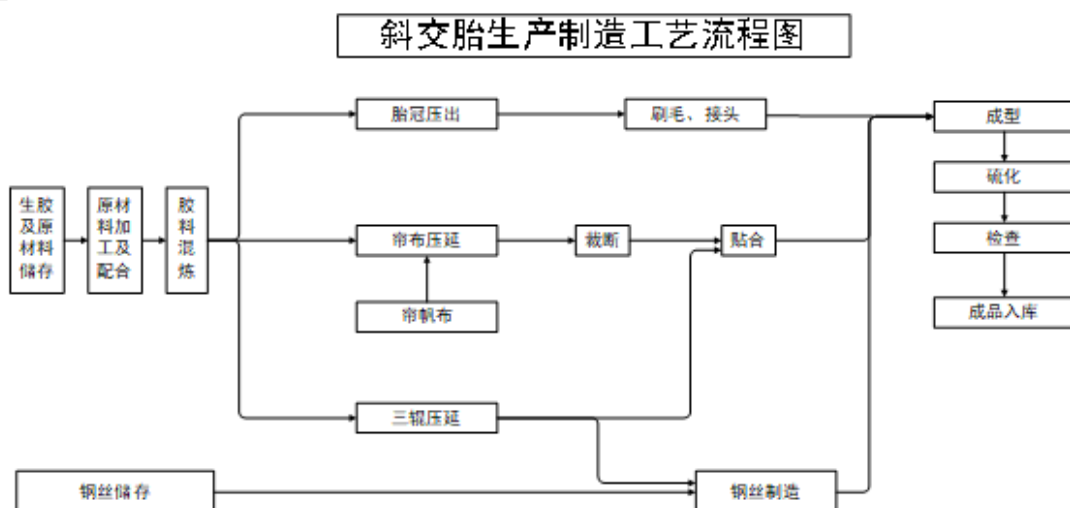 斜交胎生产制造工艺流程图
胎冠压出
刷毛、接头
成型
硫化
生胶
及原
材料
储存
原材
料加
工及
配合
胶
料
混
炼
帘布压延
裁断
贴合
检查
帘帆布
成品入库
三辊压延
钢丝储存
钢丝制造